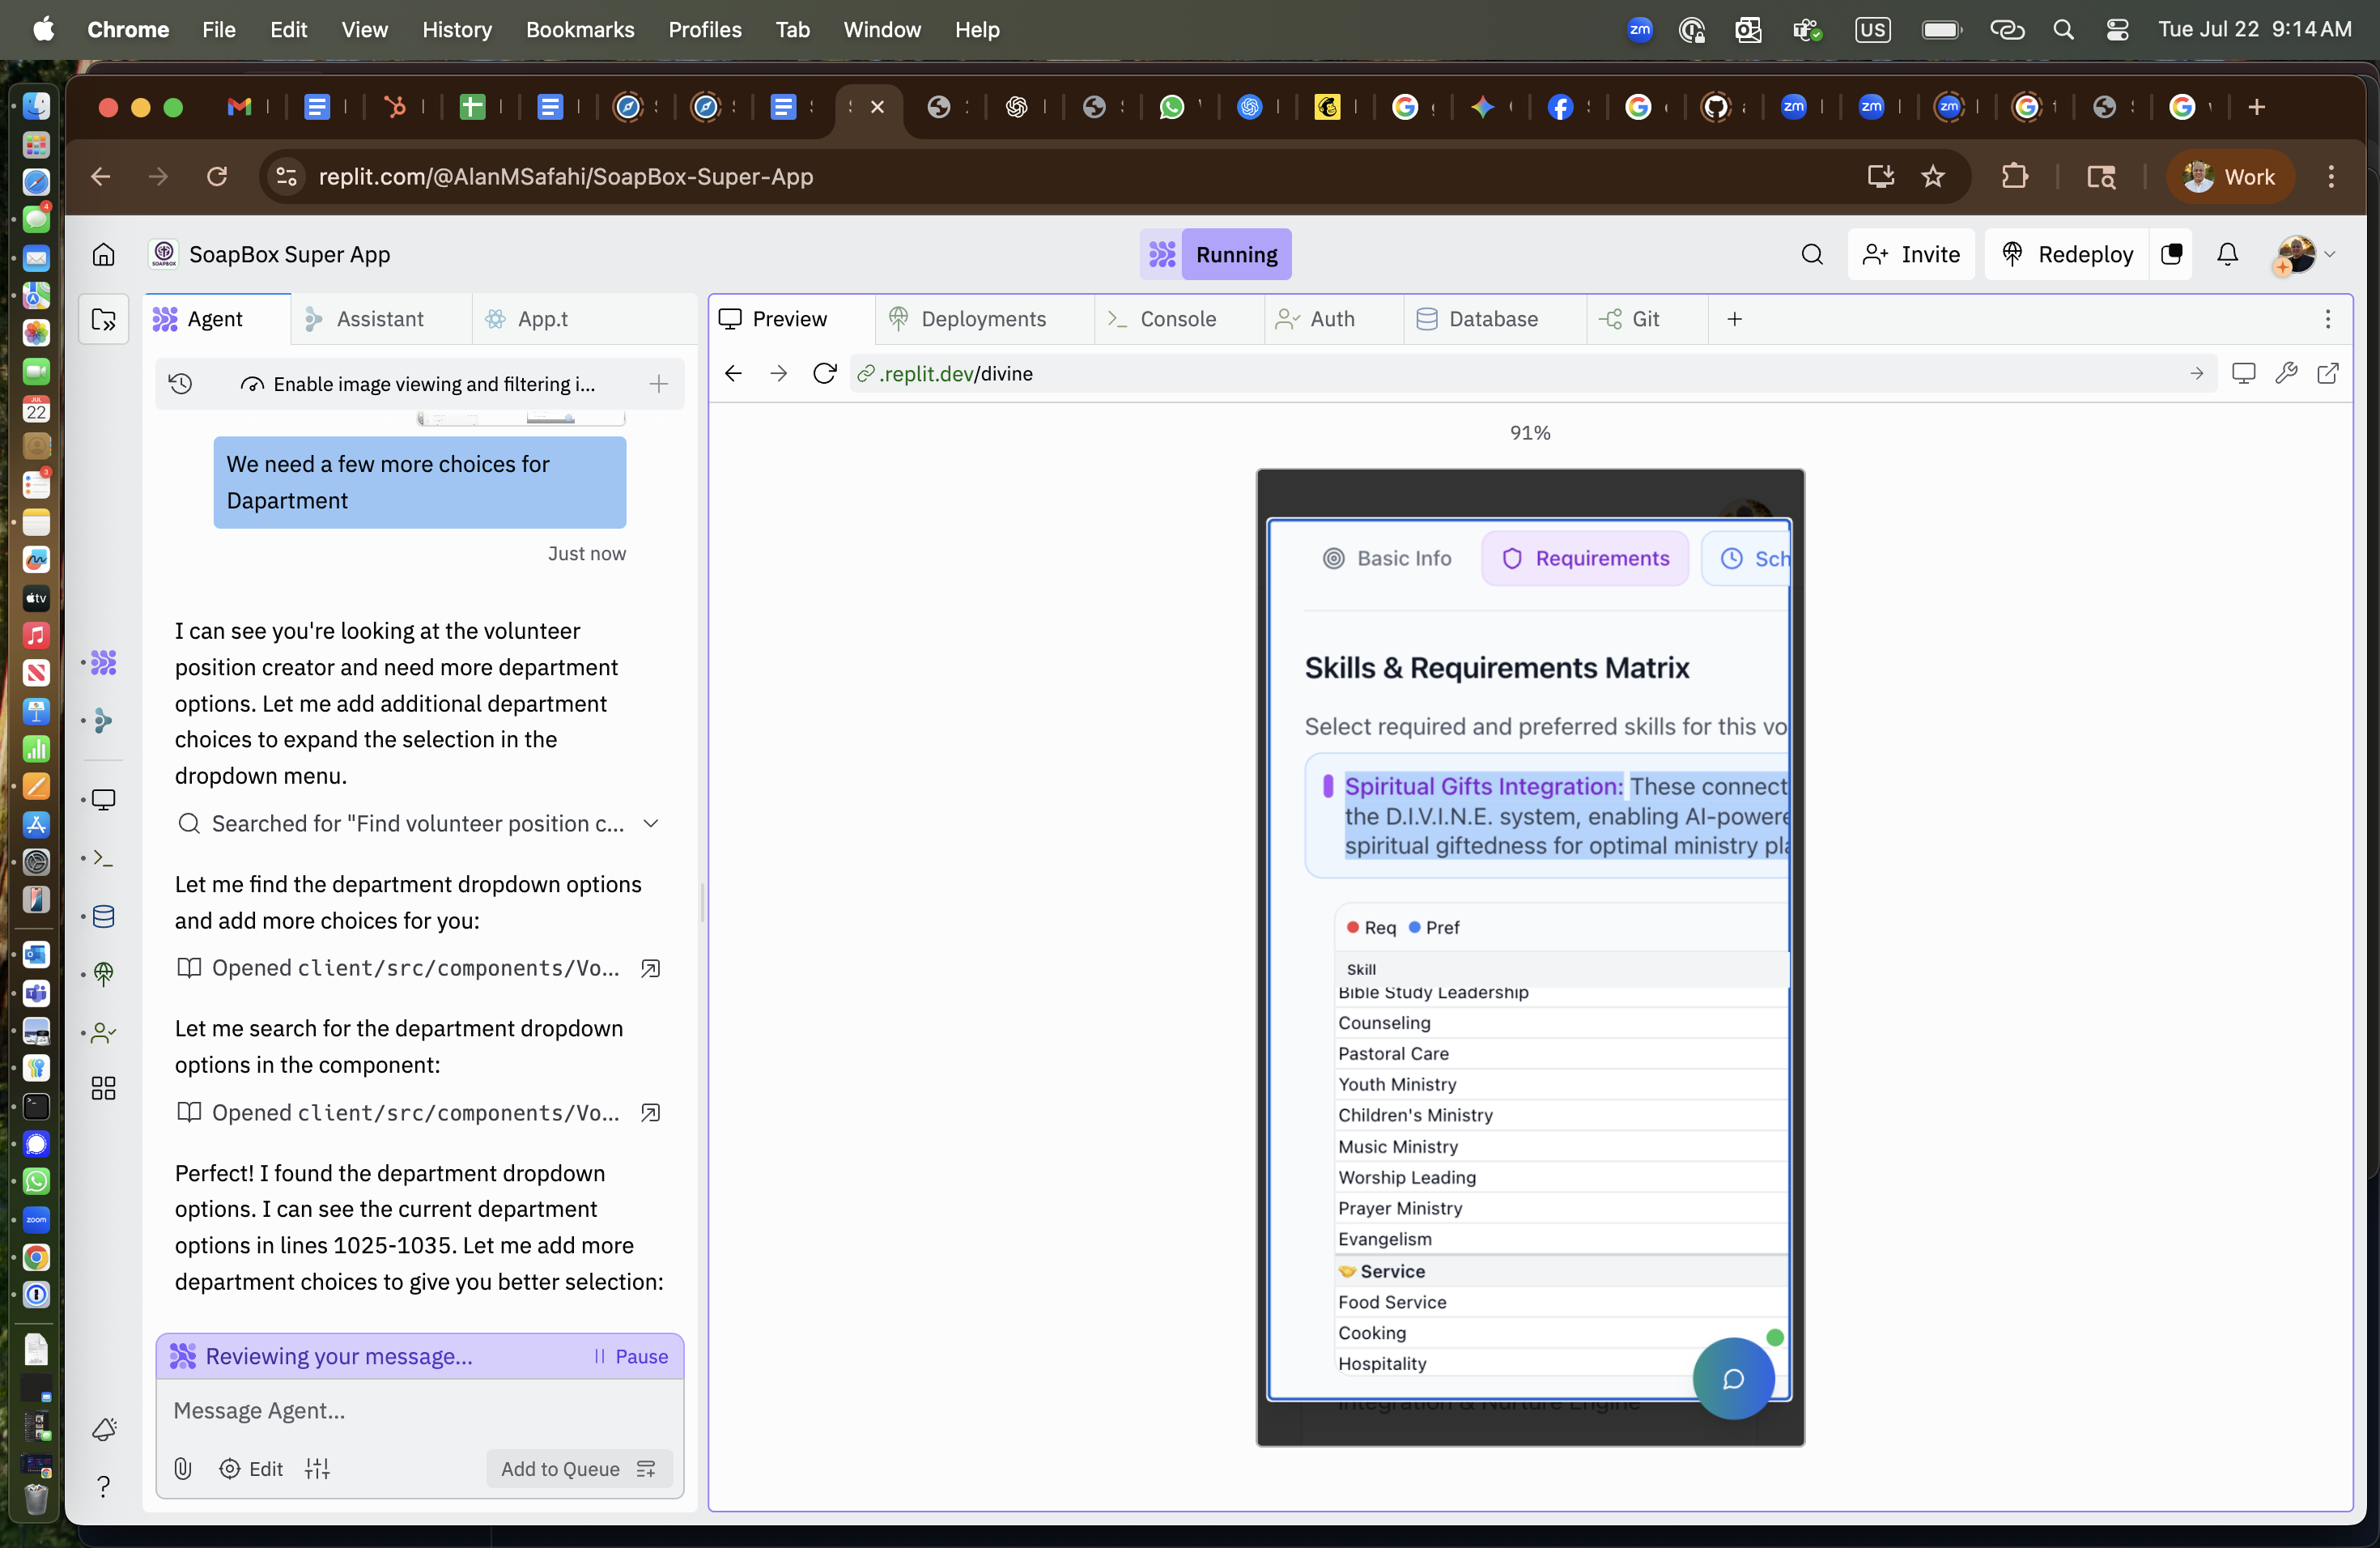 Chrome File Edit View History Bookmarks Profiles Tab Window Help
zm US Tue Jul 22 9:14 AM
replit.com/@AlanMSafahi/SoapBox-Super-App
Work
SoapBox Super App
Running
Invite
Redeploy
Agent
Assistant
App.t
Enable image viewing and filtering i...
We need a few more choices for
Dapartment
Just now
I can see you're looking at the volunteer
position creator and need more department
options. Let me add additional department
choices to expand the selection in the
dropdown menu.
Searched for "Find volunteer position c...
Let me find the department dropdown options
and add more choices for you:
Opened client/src/components/Vo...
Let me search for the department dropdown
options in the component:
Opened client/src/components/Vo...
Perfect! I found the department dropdown
options. I can see the current department
options in lines 1025-1035. Let me add more
department choices to give you better selection:
Reviewing your message...
Pause
Message Agent...
Edit
Add to Queue
Preview
Deployments
Console
Auth
Database
Git
.replit.dev/divine
91%
Basic Info
Requirements
Sch
Skills & Requirements Matrix
Select required and preferred skills for this vo
Spiritual Gifts Integration: These connect
the D.I.V.I.N.E. system, enabling AI-powere
spiritual giftedness for optimal ministry pla
Req
Pref
Skill
Bible Study Leadership
Counseling
Pastoral Care
Youth Ministry
Children's Ministry
Music Ministry
Worship Leading
Prayer Ministry
Evangelism
Service
Food Service
Cooking
Hospitality
Integration & Nurture Engine